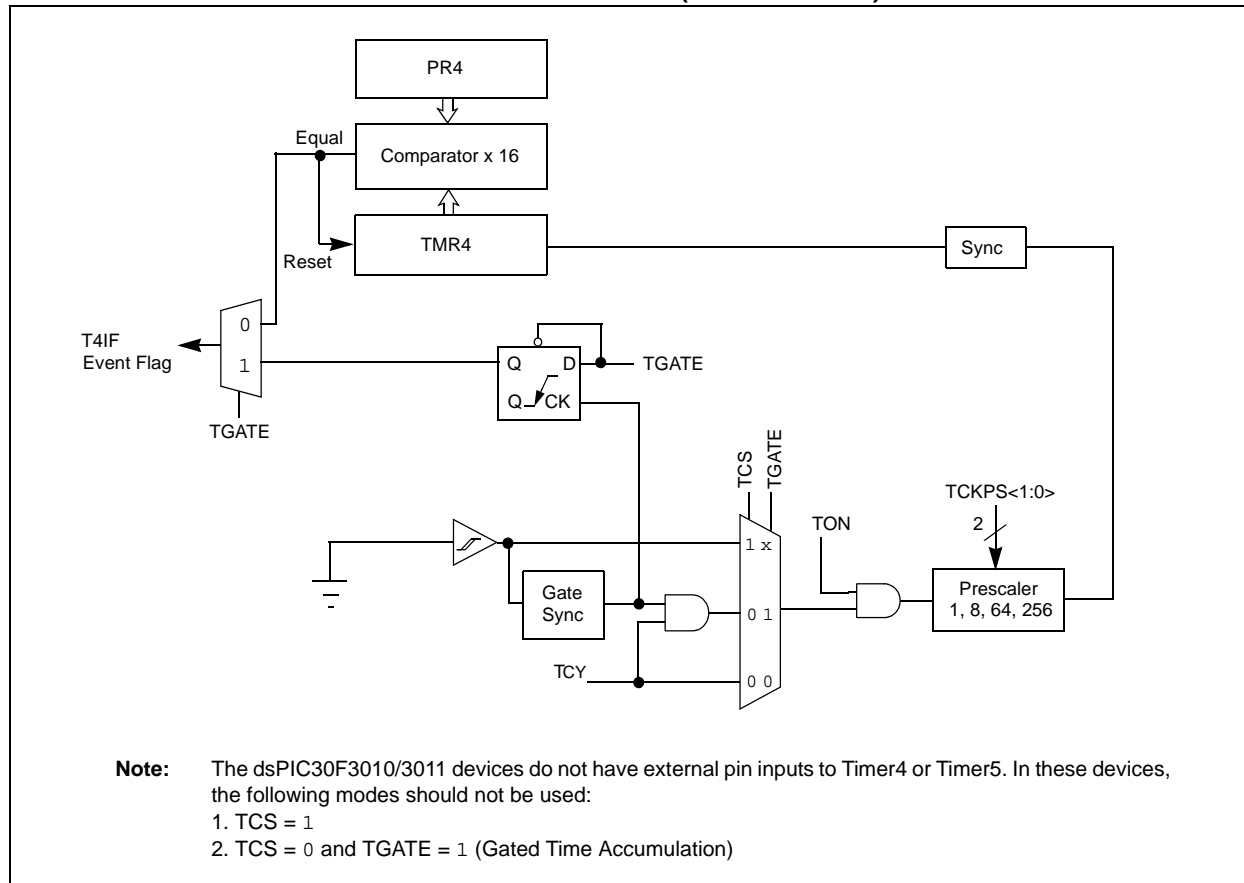 PR4
Equal
Comparator x 16
TMR4
Reset
Sync
0
T4IF
Event Flag
1
Q
D
TGATE
Q
CK
TGATE
TCS
TGATE
TCKPS<1:0>
2
TON
1 x
Gate
Sync
0 1
Prescaler
1, 8, 64, 256
TCY
0 0
Note: The dsPIC30F3010/3011 devices do not have external pin inputs to Timer4 or Timer5. In these devices,
the following modes should not be used:
1. TCS = 1
2. TCS = 0 and TGATE = 1 (Gated Time Accumulation)